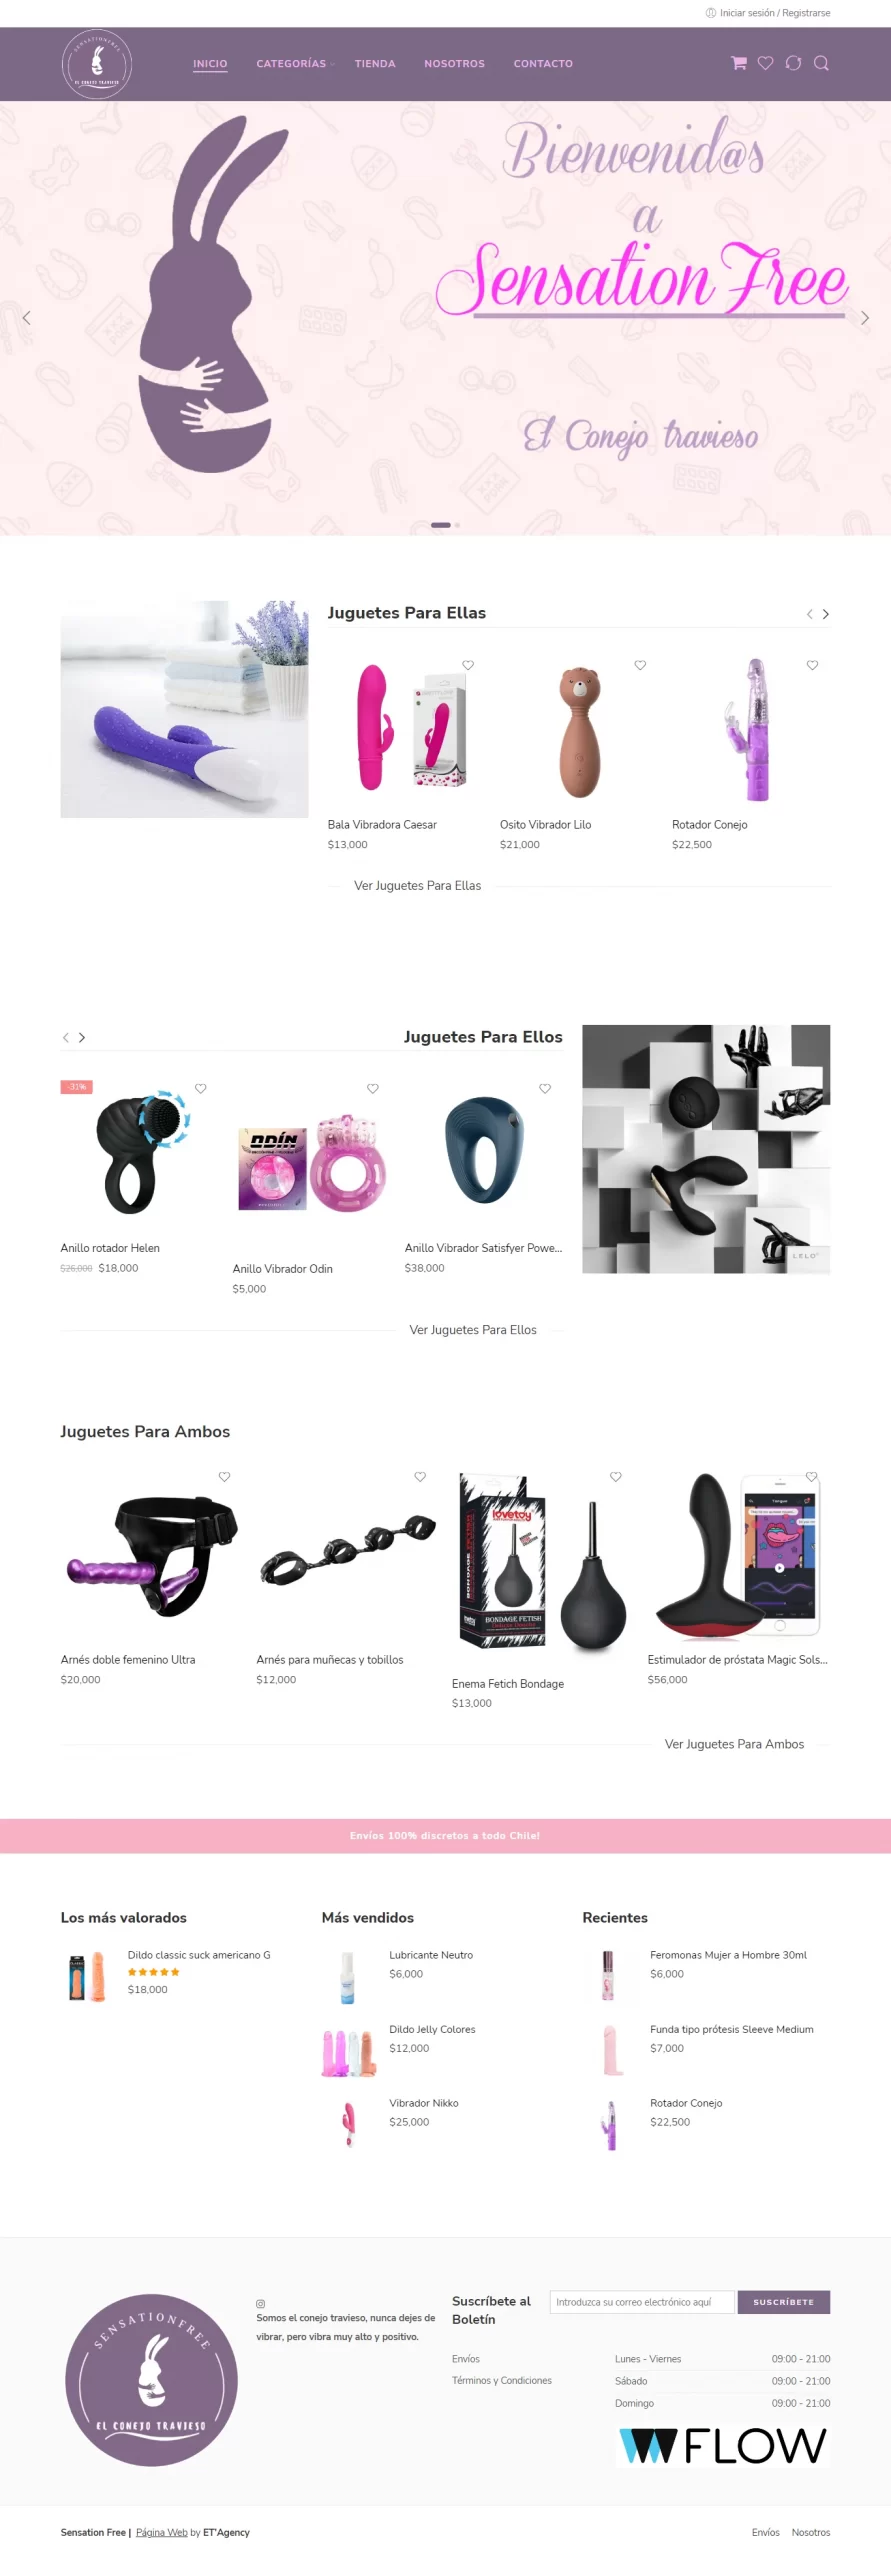 Iniciar sesión / Registrarse
SENSATIONFREE
EL CONEJO TRAVIESO
INICIO
CATEGORÍAS
TIENDA
NOSOTROS
CONTACTO
Bienvenid@s
a
Sensation Free
El Conejo travieso
Juguetes Para Ellas
Bala Vibradora Caesar
$13,000
Osito Vibrador Lilo
$21,000
Rotador Conejo
$22,500
Ver Juguetes Para Ellas
Juguetes Para Ellos
-31%
ODÍN
Anillo rotador Helen
$26,000 $18,000
Anillo Vibrador Odin
$5,000
Anillo Vibrador Satisfyer Powe...
$38,000
LELO
Ver Juguetes Para Ellos
Juguetes Para Ambos
lovetoy
BONDAGE FETISH
Arnés doble femenino Ultra
$20,000
Arnés para muñecas y tobillos
$12,000
Enema Fetich Bondage
$13,000
Estimulador de próstata Magic Sols...
$56,000
Ver Juguetes Para Ambos
Envíos 100% discretos a todo Chile!
Los más valorados
Dildo classic suck americano G
$18,000
Más vendidos
Lubricante Neutro
$6,000
Dildo Jelly Colores
$12,000
Vibrador Nikko
$25,000
Recientes
Feromonas Mujer a Hombre 30ml
$6,000
Funda tipo prótesis Sleeve Medium
$7,000
Rotador Conejo
$22,500
SENSATIONFREE
EL CONEJO TRAVIESO
Somos el conejo travieso, nunca dejes de
vibrar, pero vibra muy alto y positivo.
Suscríbete al
Boletín
Introduzca su correo electrónico aquí
SUSCRÍBETE
Envíos
Términos y Condiciones
Lunes - Viernes 09:00 - 21:00
Sábado 09:00 - 21:00
Domingo 09:00 - 21:00
FLOW
Sensation Free | Página Web by ET'Agency
Envíos Nosotros